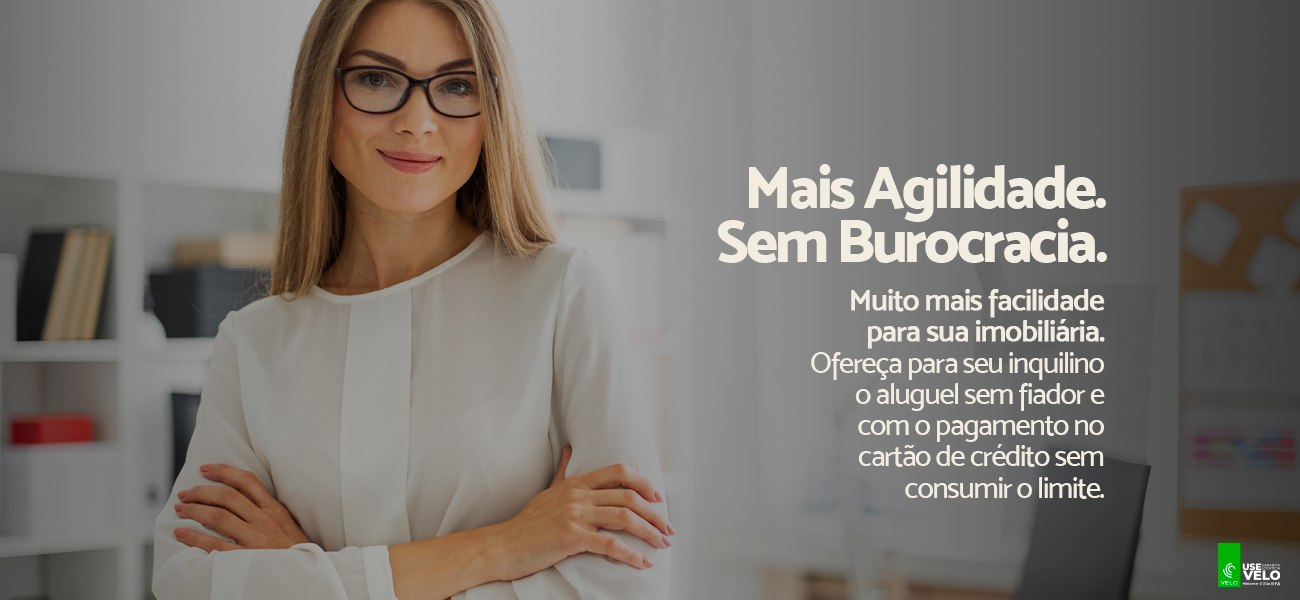 Mais Agilidade.
Sem Burocracia.
Muito mais facilidade
para sua imobiliária.
Ofereça para seu inquilino
o aluguel sem fiador e
com o pagamento no
cartão de crédito sem
consumir o limite.
VELO
USE
VELO